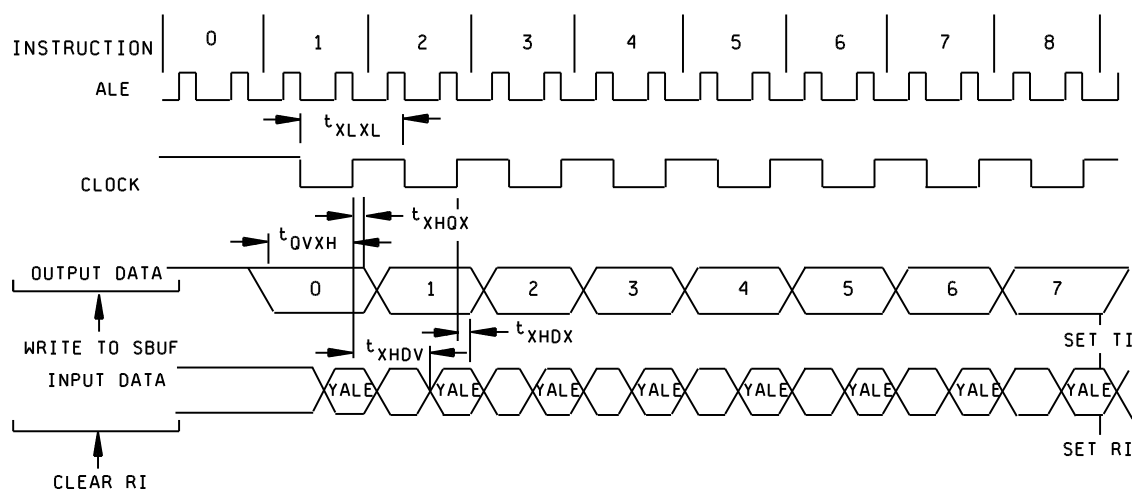 INSTRUCTION 0 1 2 3 4 5 6 7 8
ALE
tXLXL
CLOCK
tXHQX
tQVXH
OUTPUT DATA 0 1 2 3 4 5 6 7
tXHDX
WRITE TO SBUF
SET TI
tXHDV
INPUT DATA
YALE YALE YALE YALE YALE YALE YALE YALE
SET RI
CLEAR RI